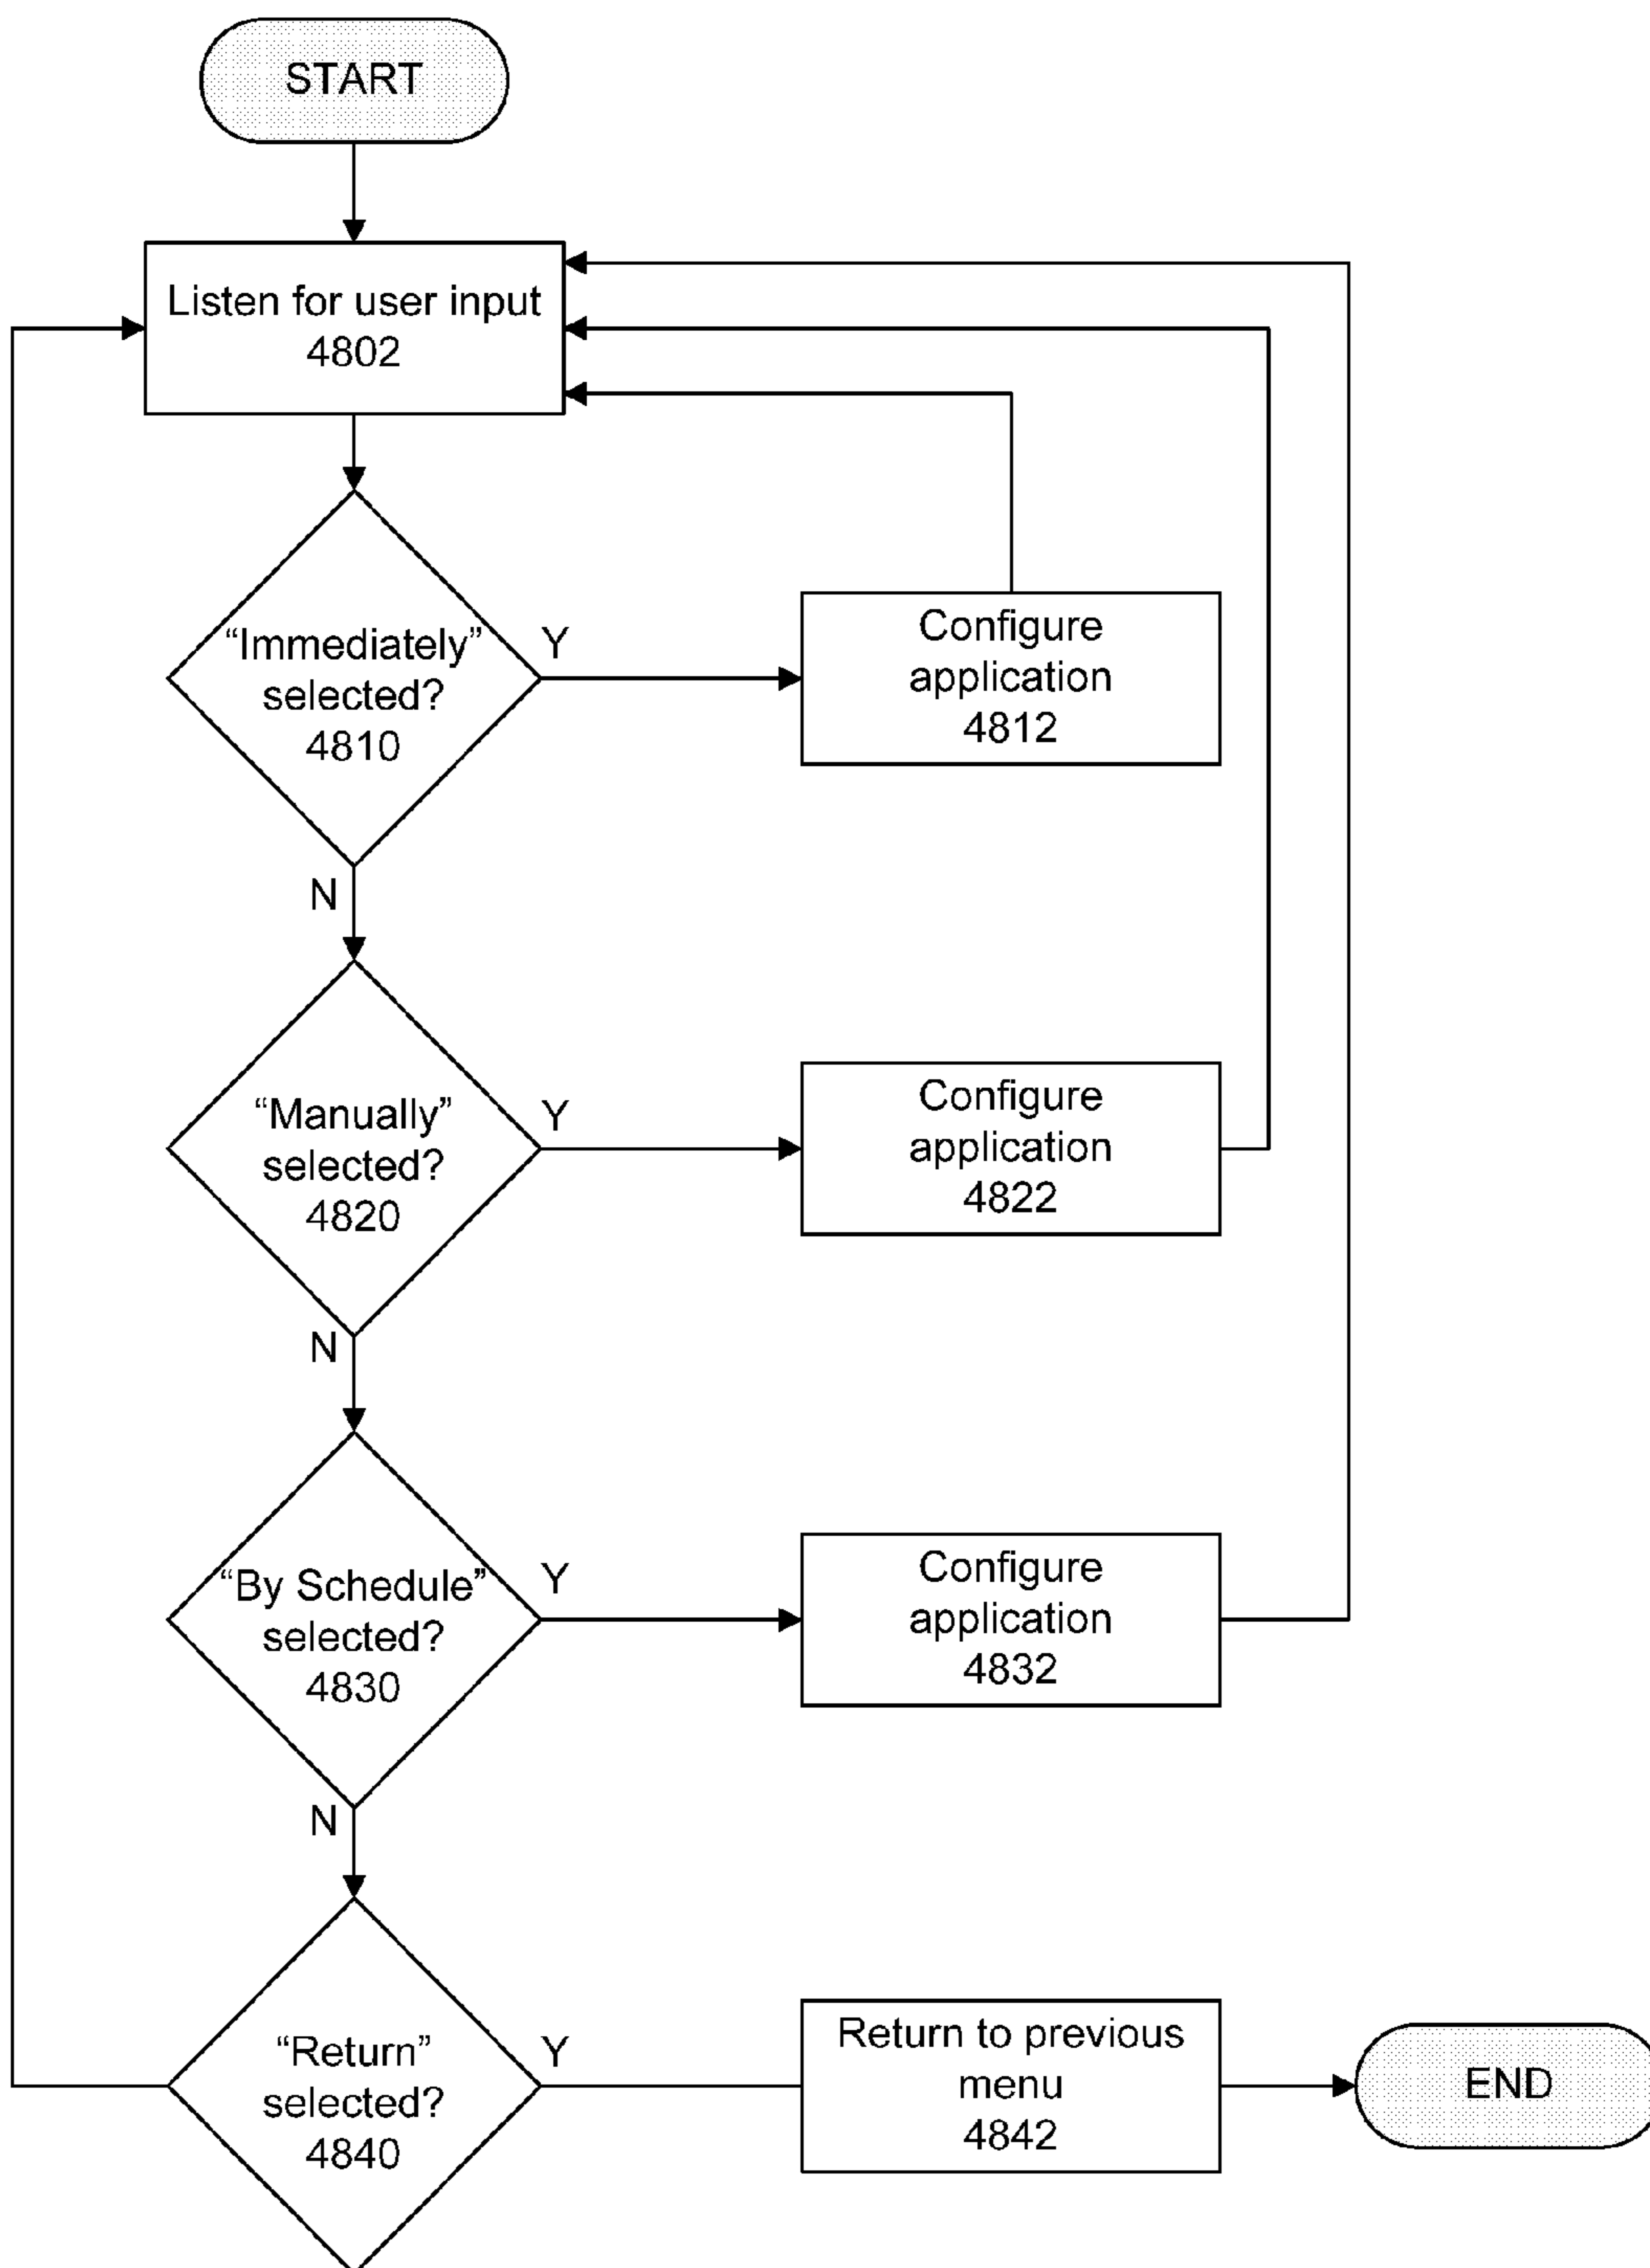 START
Listen for user input
4802
“Immediately”
selected?
4810
Y
Configure
application
4812
N
“Manually”
selected?
4820
Y
Configure
application
4822
N
“By Schedule”
selected?
4830
Y
Configure
application
4832
N
“Return”
selected?
4840
Y
Return to previous
menu
4842
END